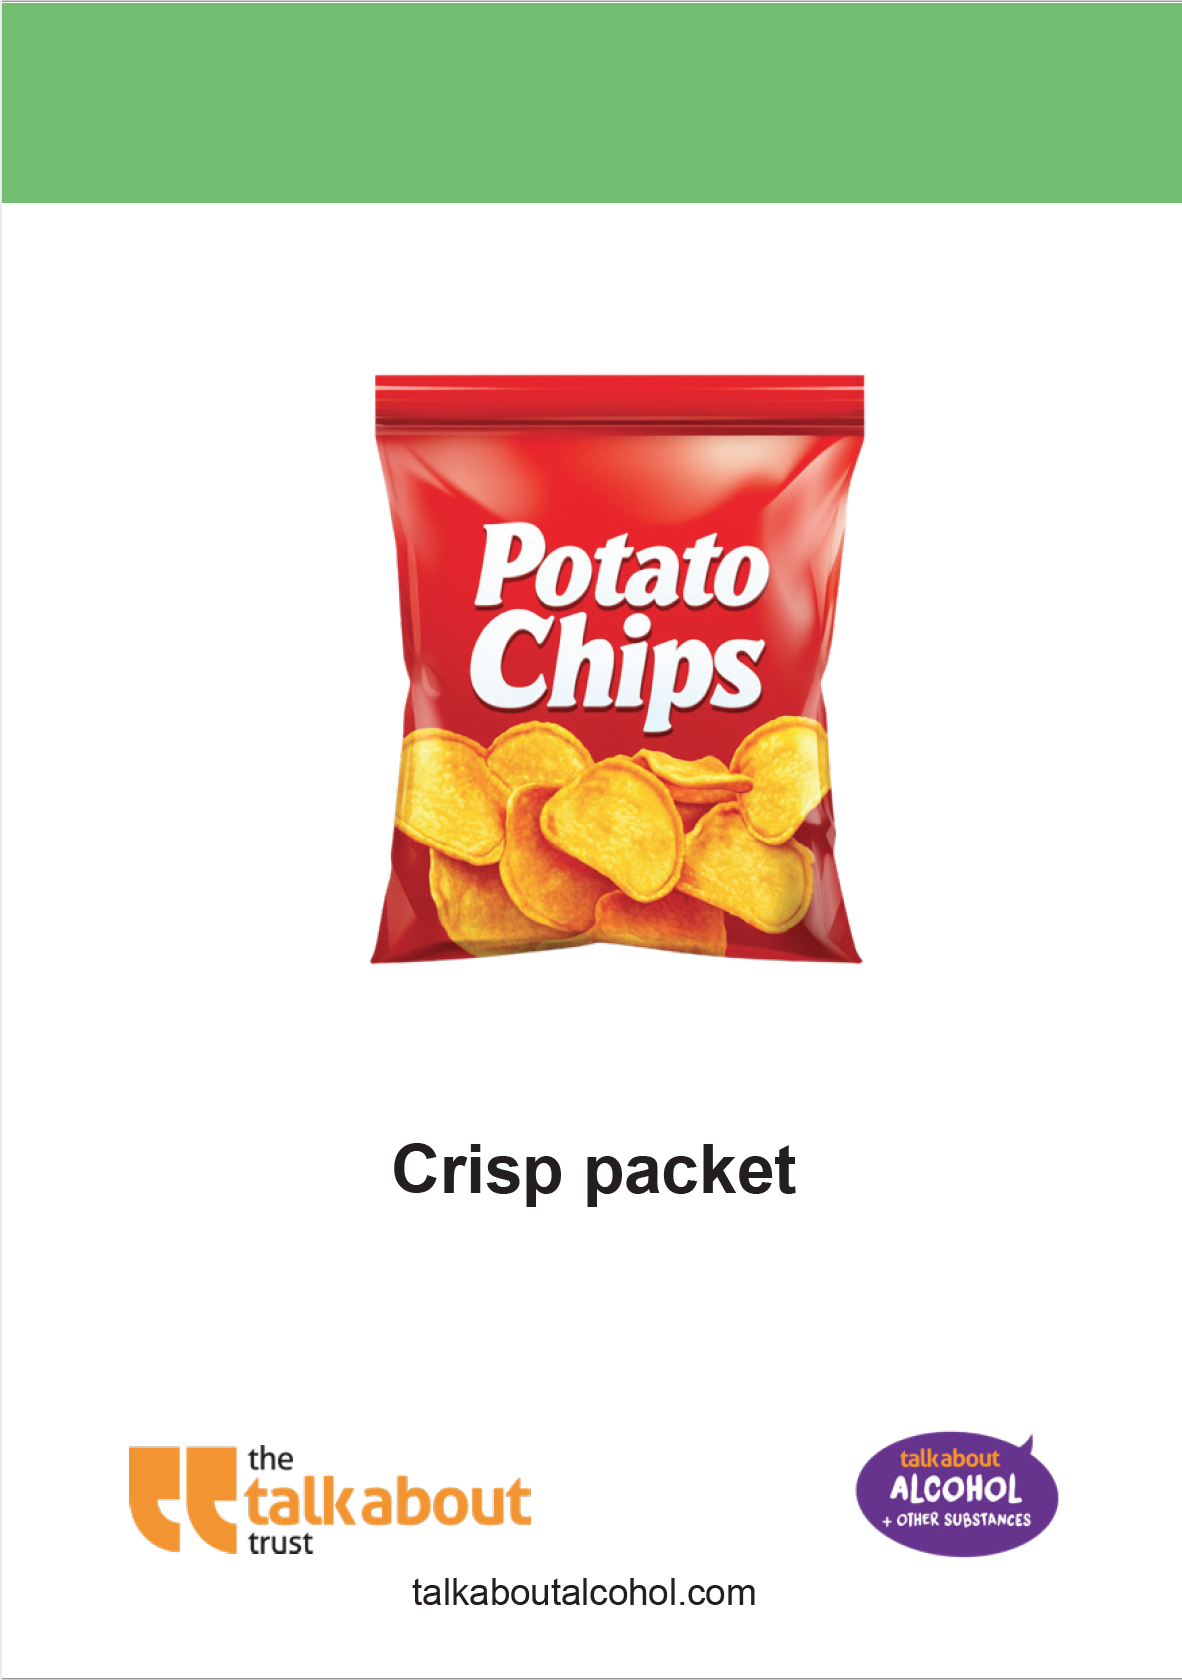 Potato
Chips
Crisp packet
the
talkabout
trust
talkabout
ALCOHOL
+ OTHER SUBSTANCES
talkaboutalcohol.com